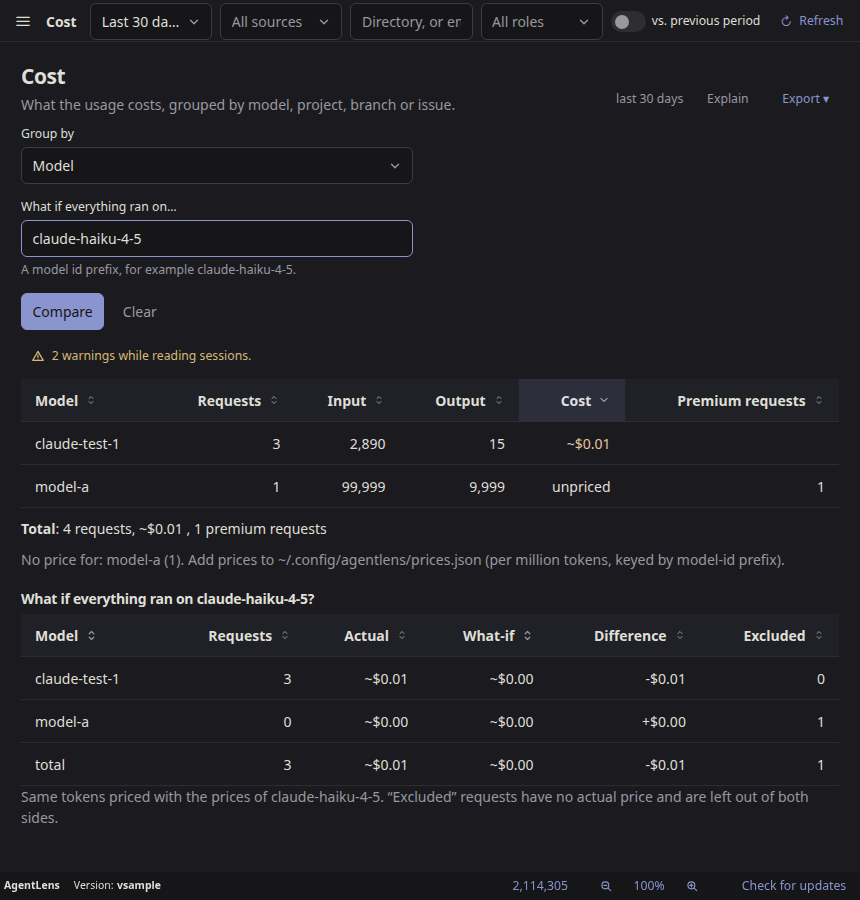 Cost Last 30 da... All sources Directory, or er All roles vs. previous period Refresh
Cost
What the usage costs, grouped by model, project, branch or issue.
last 30 days Explain Export ▾
Group by
Model
What if everything ran on...
claude-haiku-4-5
A model id prefix, for example claude-haiku-4-5.
Compare Clear
2 warnings while reading sessions.
Model Requests Input Output Cost Premium requests
claude-test-1 3 2,890 15 ~$0.01
model-a 1 99,999 9,999 unpriced 1
Total: 4 requests, ~$0.01 , 1 premium requests
No price for: model-a (1). Add prices to ~/.config/agentlens/prices.json (per million tokens, keyed by model-id prefix).
What if everything ran on claude-haiku-4-5?
Model Requests Actual What-if Difference Excluded
claude-test-1 3 ~$0.01 ~$0.00 -$0.01 0
model-a 0 ~$0.00 ~$0.00 +$0.00 1
total 3 ~$0.01 ~$0.00 -$0.01 1
Same tokens priced with the prices of claude-haiku-4-5. “Excluded” requests have no actual price and are left out of both
sides.
AgentLens Version: vsample 2,114,305 100% Check for updates